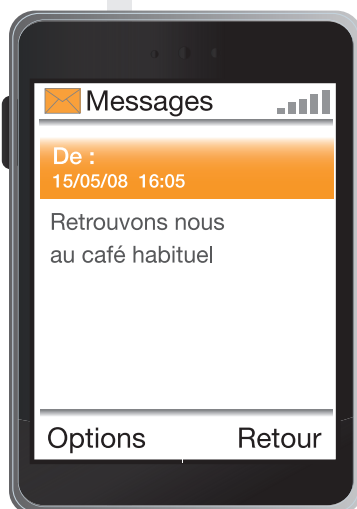 Messages
De :
15/05/08 16:05
Retrouvons nous
au café habituel
Options Retour